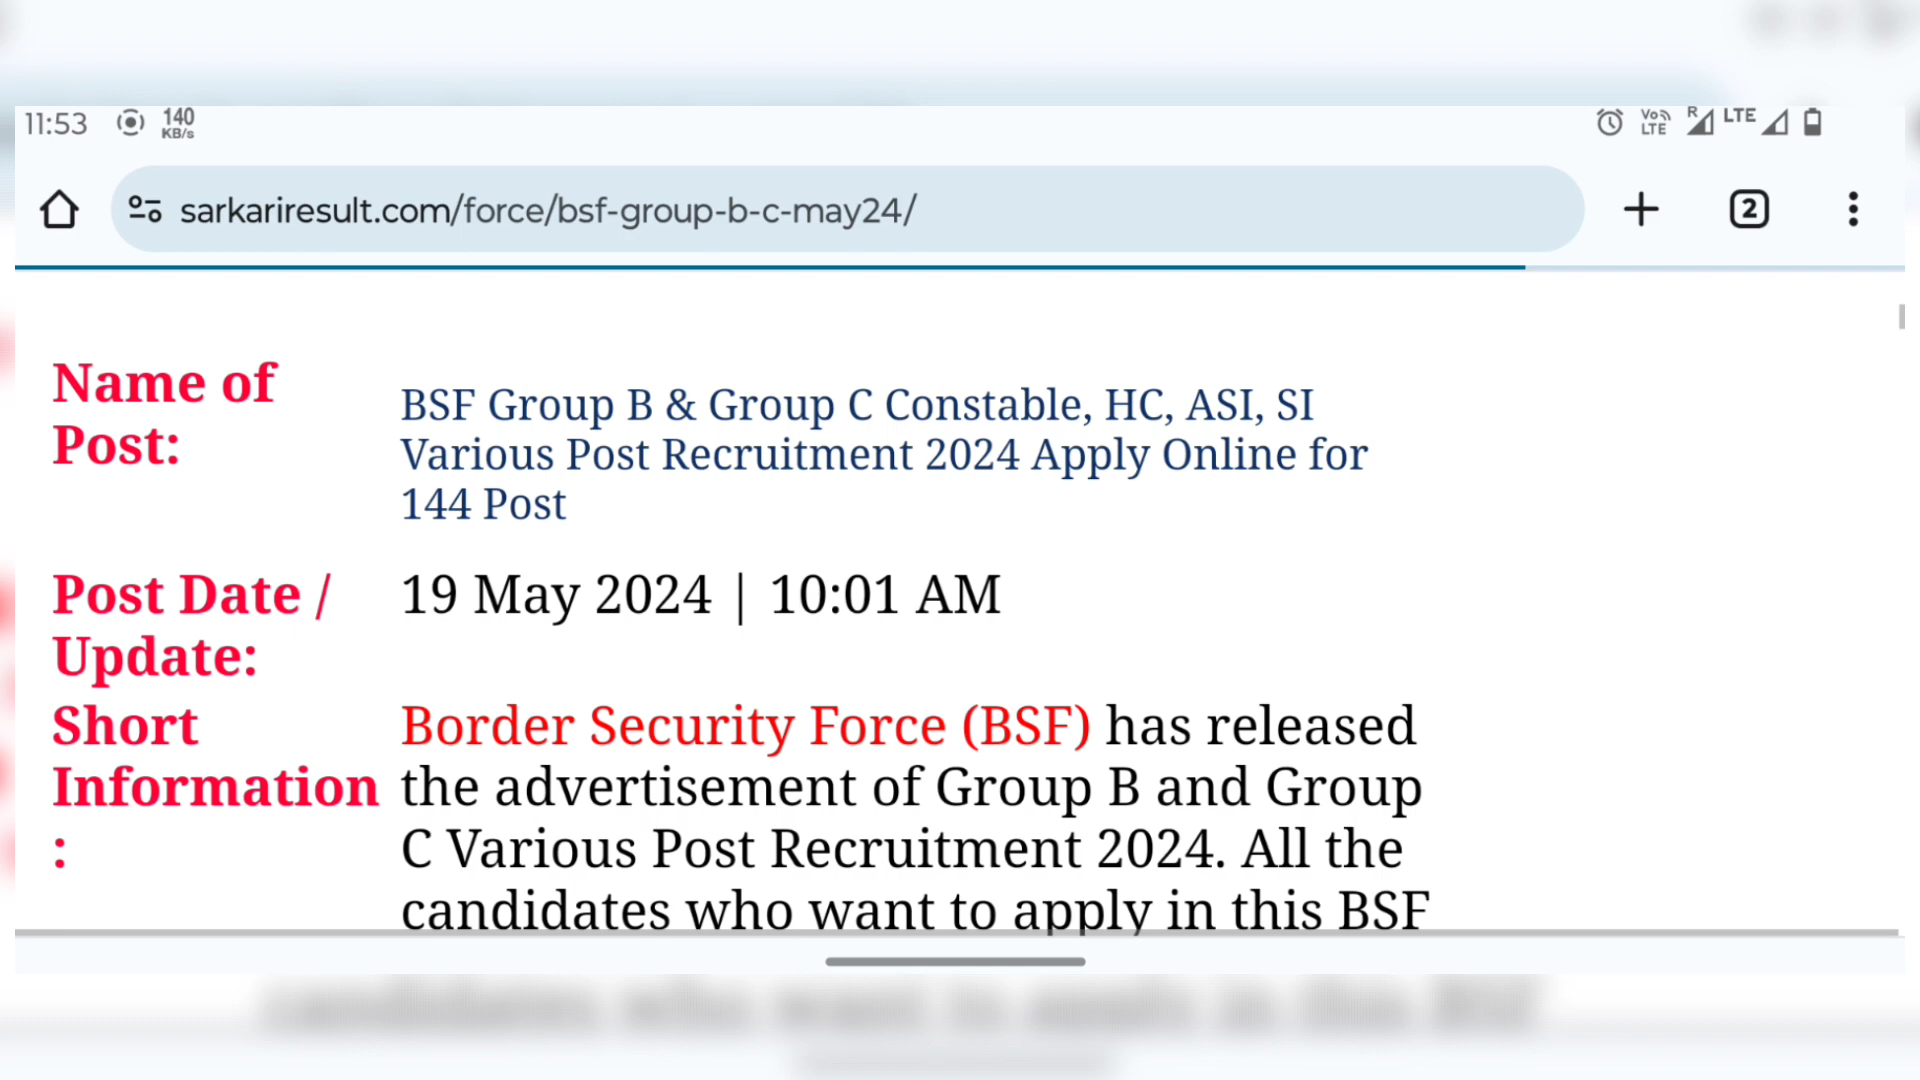 11:53 140 KB/s VoLTE R LTE
sarkariresult.com/force/bsf-group-b-c-may24/
2
Name of Post:
BSF Group B & Group C Constable, HC, ASI, SI
Various Post Recruitment 2024 Apply Online for
144 Post
Post Date / Update:
19 May 2024 | 10:01 AM
Short Information :
Border Security Force (BSF) has released
the advertisement of Group B and Group
C Various Post Recruitment 2024. All the
candidates who want to apply in this BSF